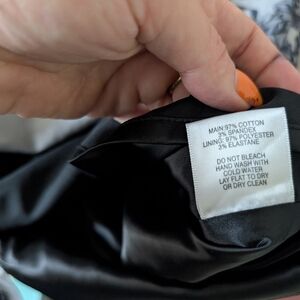 MAIN:97% COTTON
3% SPANDEX
LINING: 97% POLYESTER
3% ELASTANE
DO NOT BLEACH
HAND WASH WITH
COLD WATER
LAY FLAT TO DRY
OR DRY CLEAN